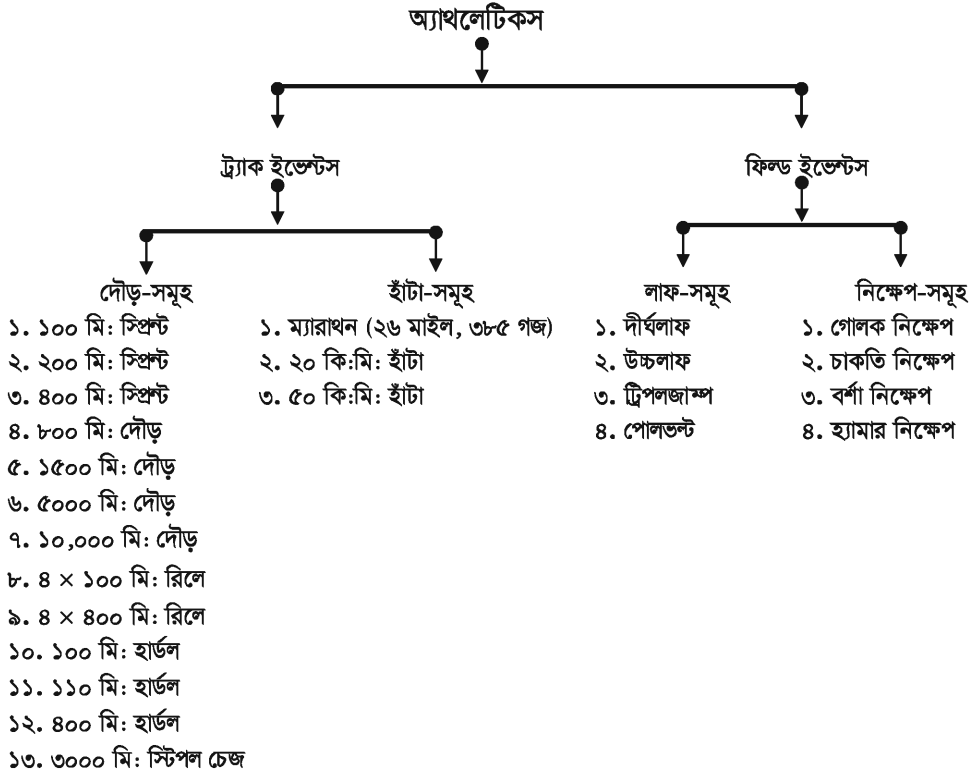 অ্যাথলেটিকস
ট্র্যাক ইভেন্টস
ফিল্ড ইভেন্টস
দৌড়-সমূহ
১. ১০০ মি: স্প্রিন্ট
২. ২০০ মি: স্প্রিন্ট
৩. ৪০০ মি: স্প্রিন্ট
৪. ৮০০ মি: দৌড়
৫. ১৫০০ মি: দৌড়
৬. ৫০০০ মি: দৌড়
৭. ১০,০০০ মি: দৌড়
৮. ৪ × ১০০ মি: রিলে
৯. ৪ × ৪০০ মি: রিলে
১০. ১০০ মি: হার্ডল
১১. ১১০ মি: হার্ডল
১২. ৪০০ মি: হার্ডল
১৩. ৩০০০ মি: স্টিপল চেজ
হাঁটা-সমূহ
১. ম্যারাথন (২৬ মাইল, ৩৮৫ গজ)
২. ২০ কি:মি: হাঁটা
৩. ৫০ কি:মি: হাঁটা
লাফ-সমূহ
১. দীর্ঘলাফ
২. উচ্চলাফ
৩. ট্রিপলজাম্প
৪. পোলভল্ট
নিক্ষেপ-সমূহ
১. গোলক নিক্ষেপ
২. চাকতি নিক্ষেপ
৩. বর্শা নিক্ষেপ
৪. হ্যামার নিক্ষেপ